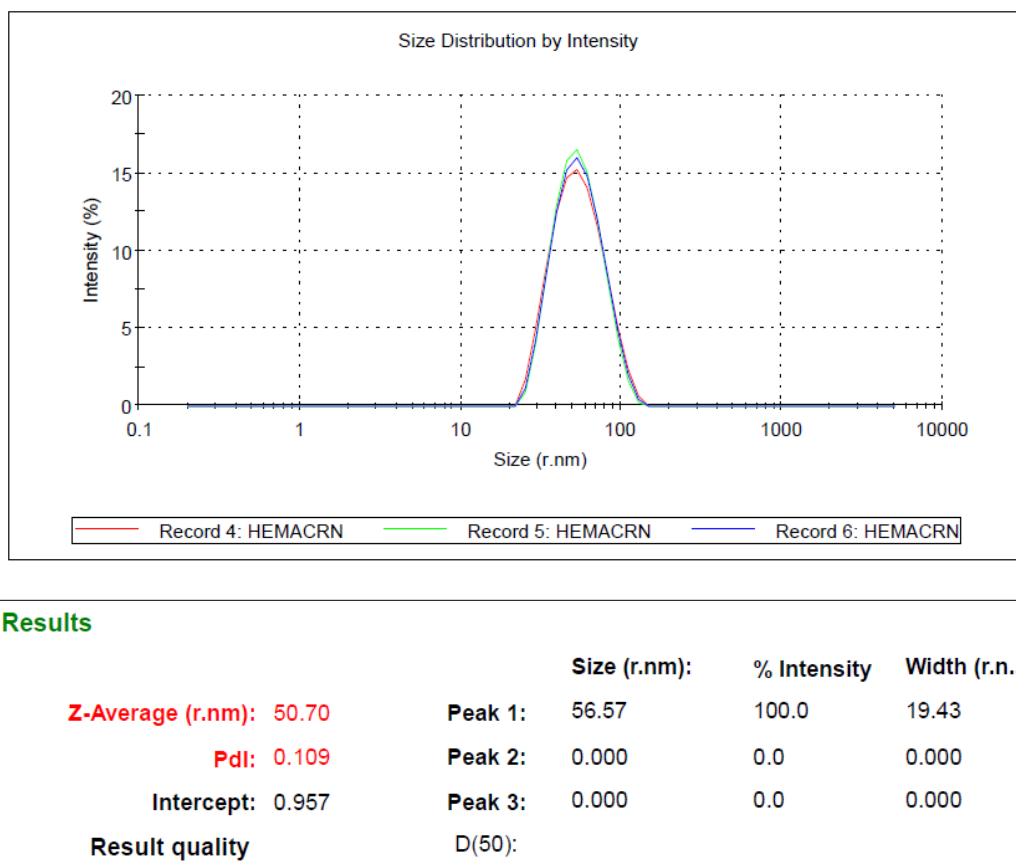 Size Distribution by Intensity
20
15
10
5
0
Intensity (%)
0.1 1 10 100 1000 10000
Size (r.nm)
Record 4: HEMACRN Record 5: HEMACRN Record 6: HEMACRN
Results
Size (r.nm): % Intensity Width (r.n..
Z-Average (r.nm): 50.70 Peak 1: 56.57 100.0 19.43
PdI: 0.109 Peak 2: 0.000 0.0 0.000
Intercept: 0.957 Peak 3: 0.000 0.0 0.000
Result quality D(50):